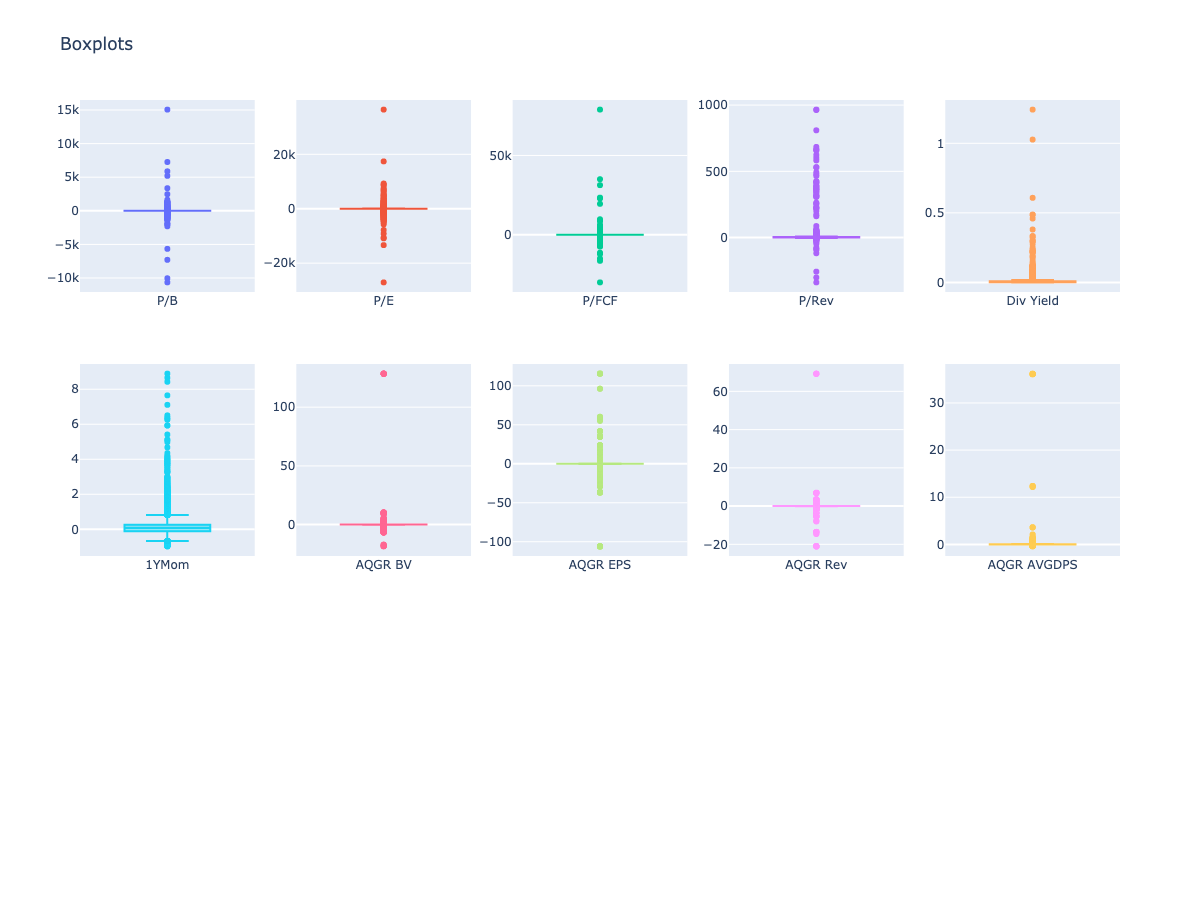 Boxplots
15k
10k
5k
0
−5k
−10k
P/B
20k
0
−20k
P/E
50k
0
P/FCF
1000
500
0
P/Rev
1
0.5
0
Div Yield
8
6
4
2
0
1YMom
100
50
0
AQGR BV
100
50
0
−50
−100
AQGR EPS
60
40
20
0
−20
AQGR Rev
30
20
10
0
AQGR AVGDPS